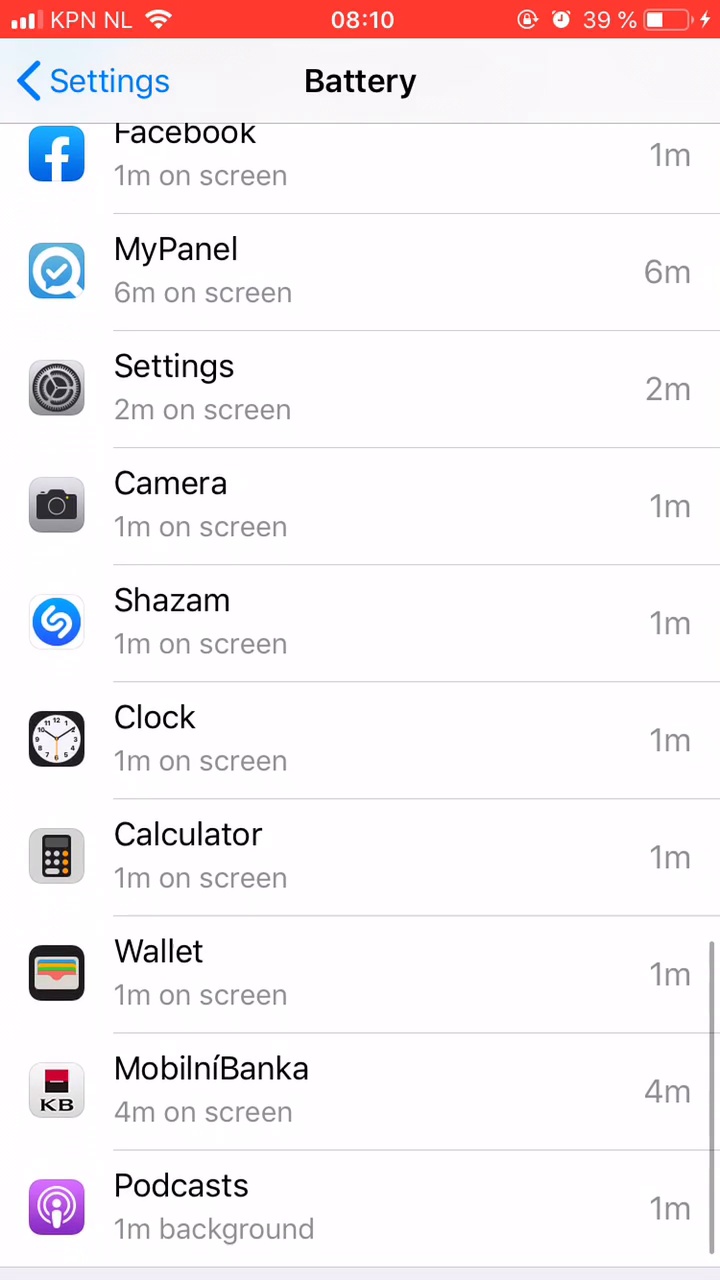 KPN NL 08:10 39 %
Settings Battery
Facebook
1m on screen
1m
MyPanel
6m on screen
6m
Settings
2m on screen
2m
Camera
1m on screen
1m
Shazam
1m on screen
1m
Clock
1m on screen
1m
Calculator
1m on screen
1m
Wallet
1m on screen
1m
KB
MobilníBanka
4m on screen
4m
Podcasts
1m background
1m